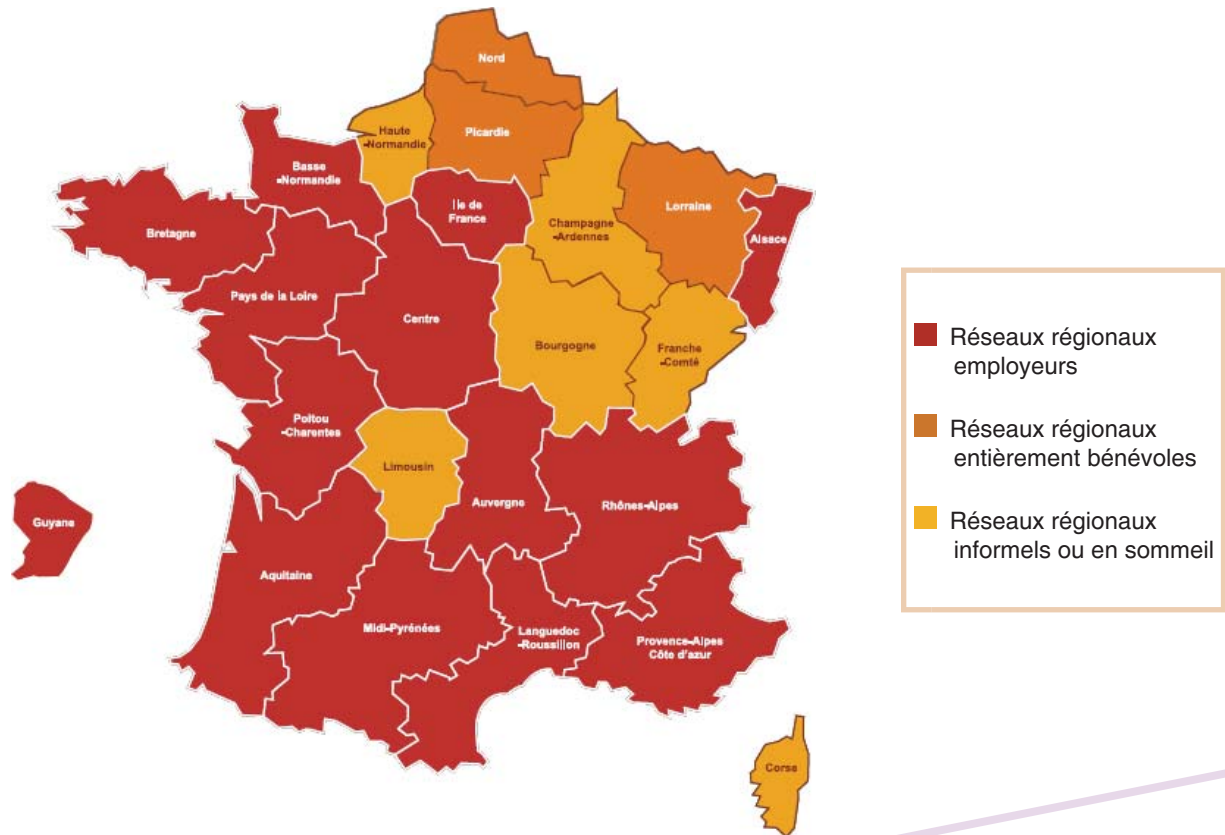 Nord
Haute
-Normandie
Picardie
Basse
-Normandie
Ile de
France
Champagne
-Ardennes
Lorraine
Alsace
Bretagne
Pays de la Loire
Centre
Bourgogne
Franche
-Comté
Poitou
-Charentes
Limousin
Auvergne
Rhônes-Alpes
Guyane
Aquitaine
Midi-Pyrénées
Languedoc
-Roussillon
Provence-Alpes
Côte d'azur
Corse
Réseaux régionaux
employeurs
Réseaux régionaux
entièrement bénévoles
Réseaux régionaux
informels ou en sommeil